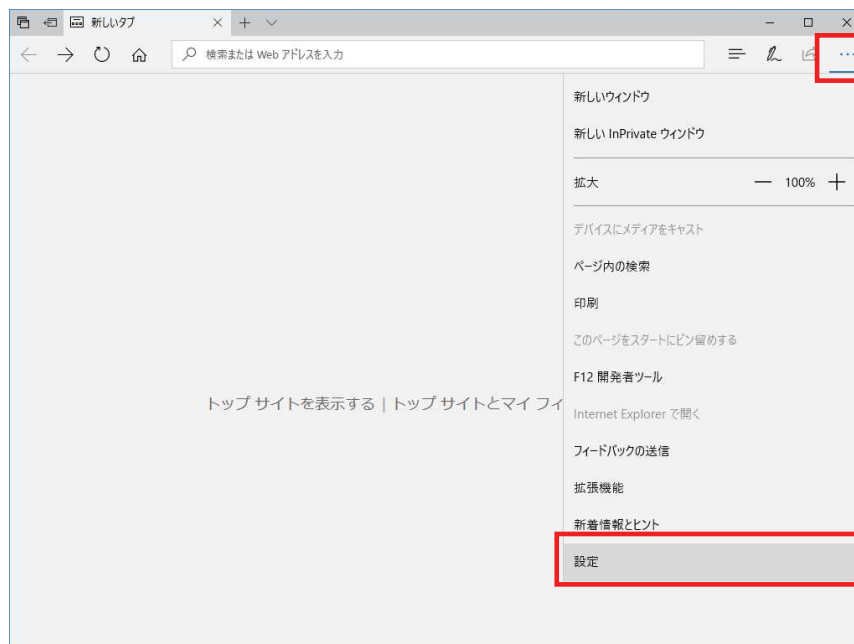 新しいタブ
検索または Web アドレスを入力
新しいウィンドウ
新しい InPrivate ウィンドウ
拡大 100%
デバイスにメディアをキャスト
ページ内の検索
印刷
このページをスタートにピン留めする
F12 開発者ツール
トップ サイトを表示する | トップ サイトとマイ フィ
Internet Explorer で開く
フィードバックの送信
拡張機能
新着情報とヒント
設定